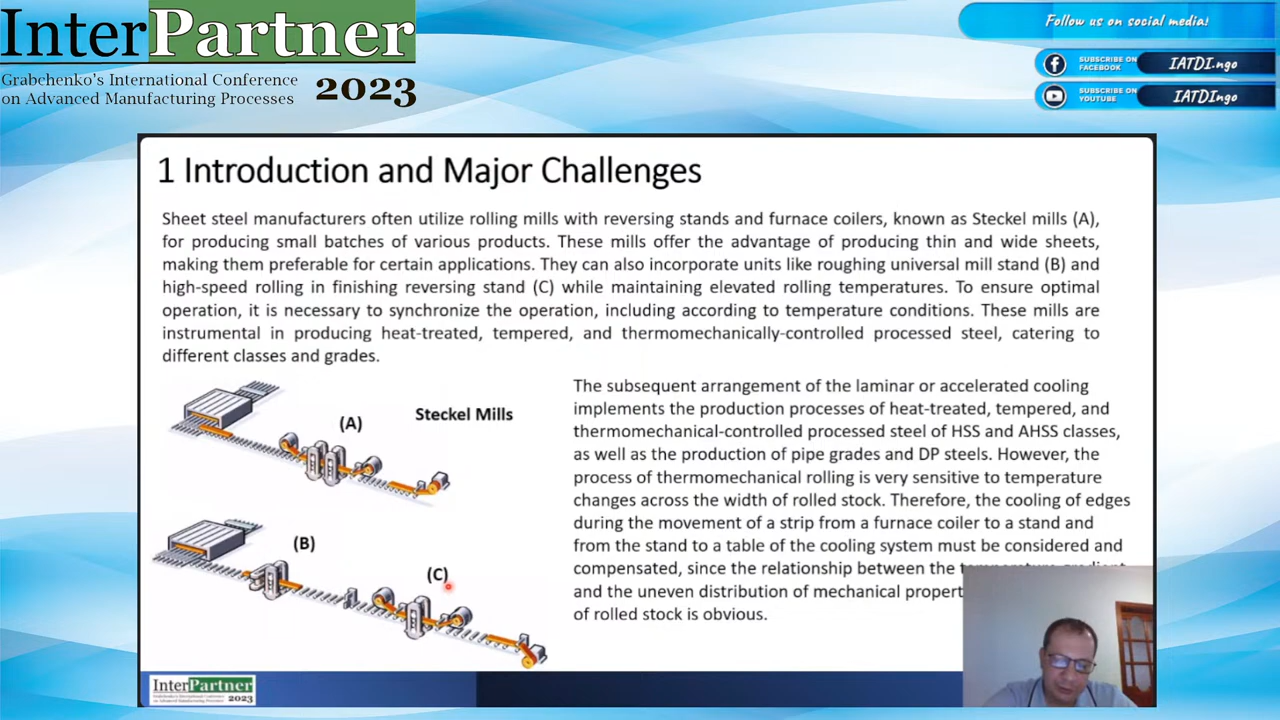 InterPartner
Grabchenko's International Conference
on Advanced Manufacturing Processes
2023
Follow us on social media!
SUBSCRIBE ON
FACEBOOK
IATDI.ngo
SUBSCRIBE ON
YOUTUBE
IATDIngo
1 Introduction and Major Challenges
Sheet steel manufacturers often utilize rolling mills with reversing stands and furnace coilers, known as Steckel mills (A),
for producing small batches of various products. These mills offer the advantage of producing thin and wide sheets,
making them preferable for certain applications. They can also incorporate units like roughing universal mill stand (B) and
high-speed rolling in finishing reversing stand (C) while maintaining elevated rolling temperatures. To ensure optimal
operation, it is necessary to synchronize the operation, including according to temperature conditions. These mills are
instrumental in producing heat-treated, tempered, and thermomechanically-controlled processed steel, catering to
different classes and grades.
(A)
Steckel Mills
(B)
(C)
The subsequent arrangement of the laminar or accelerated cooling
implements the production processes of heat-treated, tempered, and
thermomechanical-controlled processed steel of HSS and AHSS classes,
as well as the production of pipe grades and DP steels. However, the
process of thermomechanical rolling is very sensitive to temperature
changes across the width of rolled stock. Therefore, the cooling of edges
during the movement of a strip from a furnace coiler to a stand and
from the stand to a table of the cooling system must be considered and
compensated, since the relationship between the
and the uneven distribution of mechanical
of rolled stock is obvious.
InterPartner
2023